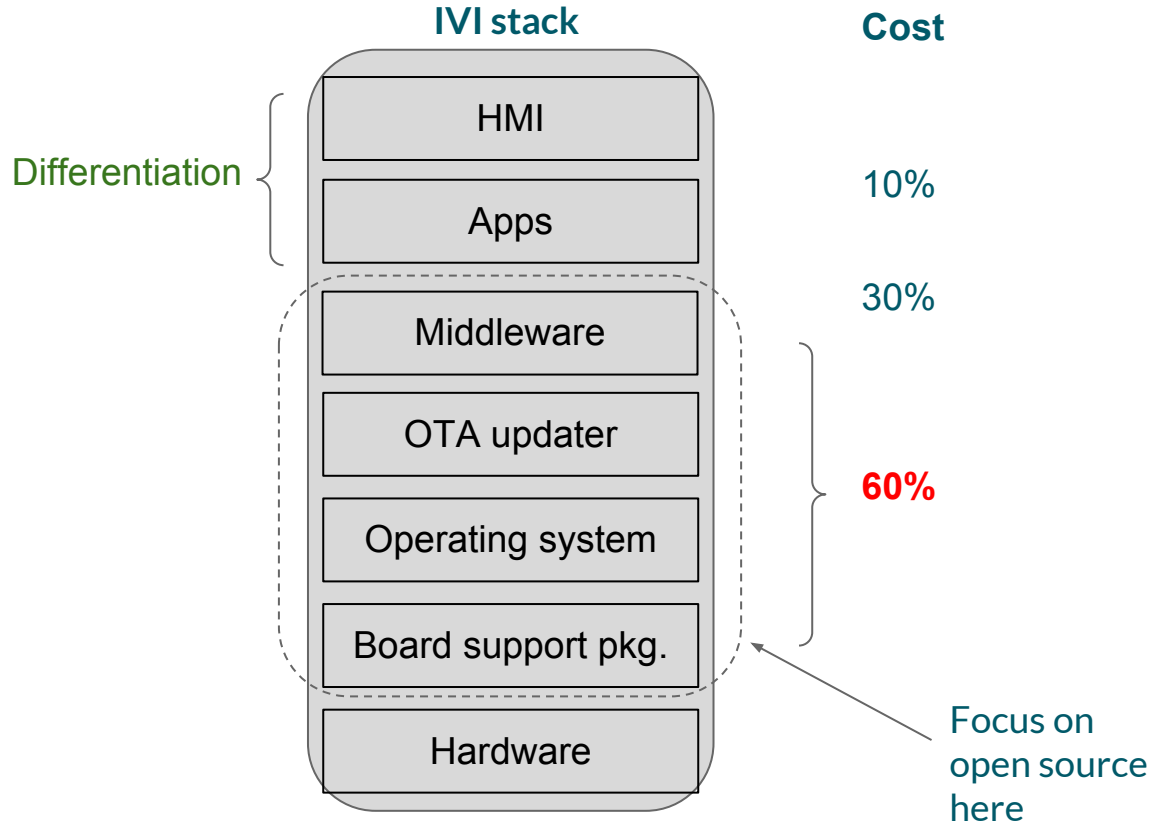 IVI stack
Cost
HMI
Differentiation
10%
Apps
30%
Middleware
OTA updater
60%
Operating system
Board support pkg.
Hardware
Focus on
open source
here